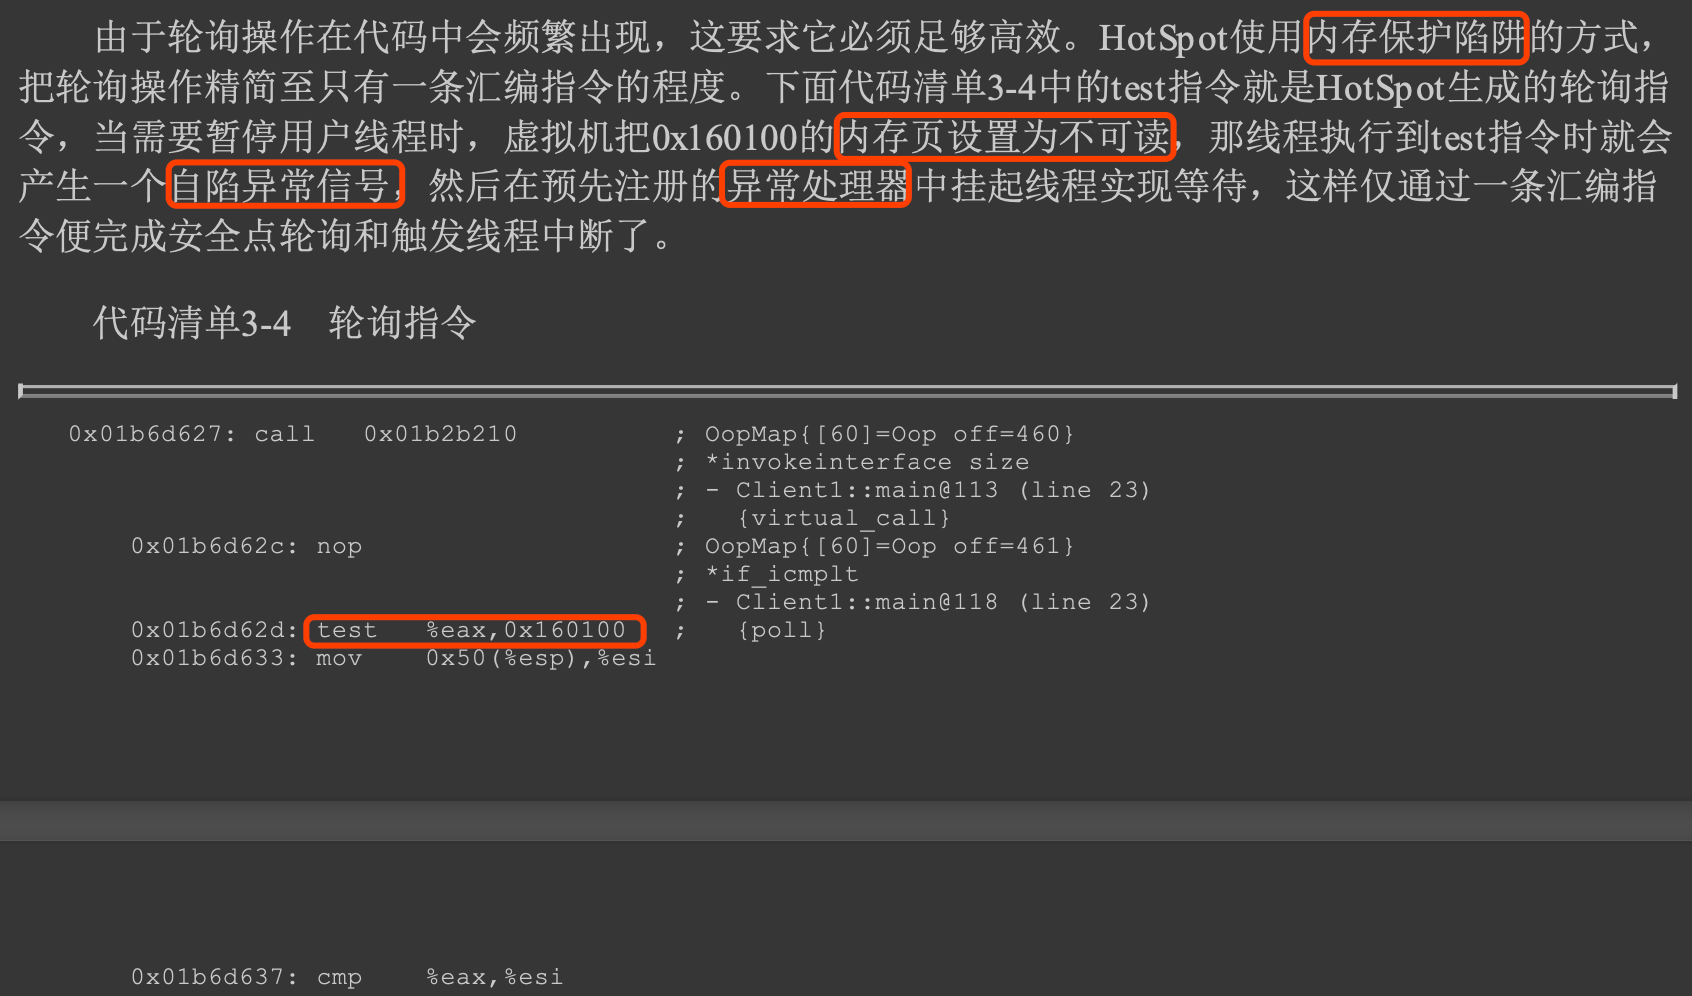 由于轮询操作在代码中会频繁出现，这要求它必须足够高效。HotSpot使用内存保护陷阱的方式，
把轮询操作精简至只有一条汇编指令的程度。下面代码清单3-4中的test指令就是HotSpot生成的轮询指
令，当需要暂停用户线程时，虚拟机把0x160100的内存页设置为不可读，那线程执行到test指令时就会
产生一个自陷异常信号，然后在预先注册的异常处理器中挂起线程实现等待，这样仅通过一条汇编指
令便完成安全点轮询和触发线程中断了。
代码清单3-4　轮询指令
0x01b6d627: call   0x01b2b210          ; OopMap{[60]=Oop off=460}
; *invokeinterface size
; - Client1::main@113 (line 23)
;   {virtual_call}
0x01b6d62c: nop                    ; OopMap{[60]=Oop off=461}
; *if_icmplt
; - Client1::main@118 (line 23)
0x01b6d62d: test   %eax,0x160100   ;   {poll}
0x01b6d633: mov    0x50(%esp),%esi
0x01b6d637: cmp    %eax,%esi